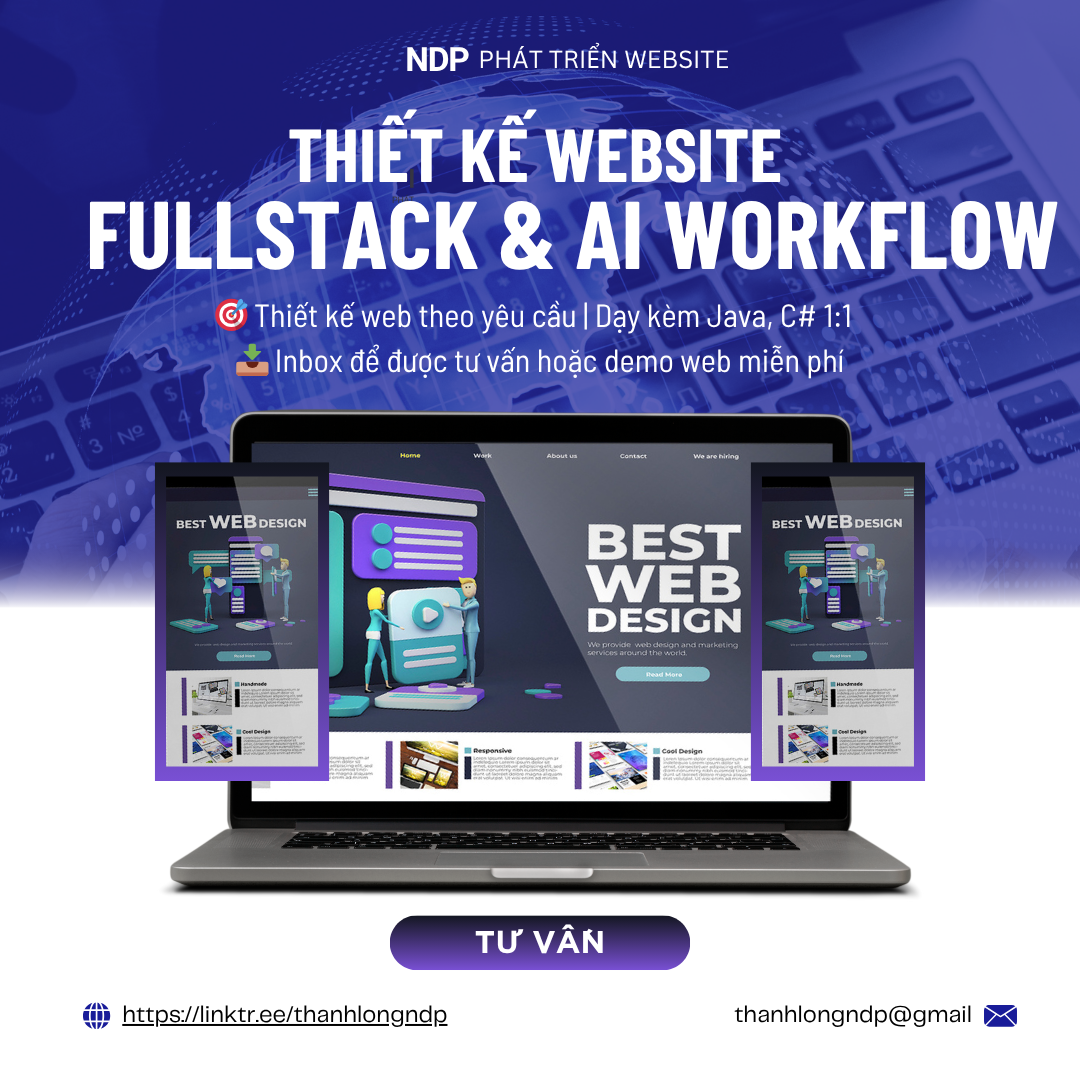 NDP PHÁT TRIỂN WEBSITE
THIẾT KẾ WEBSITE
FULLSTACK & AI WORKFLOW
🎯 Thiết kế web theo yêu cầu | Dạy kèm Java, C# 1:1
📥 Inbox để được tư vấn hoặc demo web miễn phí
Home Work About us Contact We are hiring
BEST WEB DESIGN
Read more
Handmade
Cool Design
BEST
WEB
DESIGN
We provide web design and marketing
services around the world.
Read More
Responsive
Cool Design
BEST WEB DESIGN
Read more
Handmade
Cool Design
TƯ VẤN
https://linktr.ee/thanhlongndp
thanhlongndp@gmail